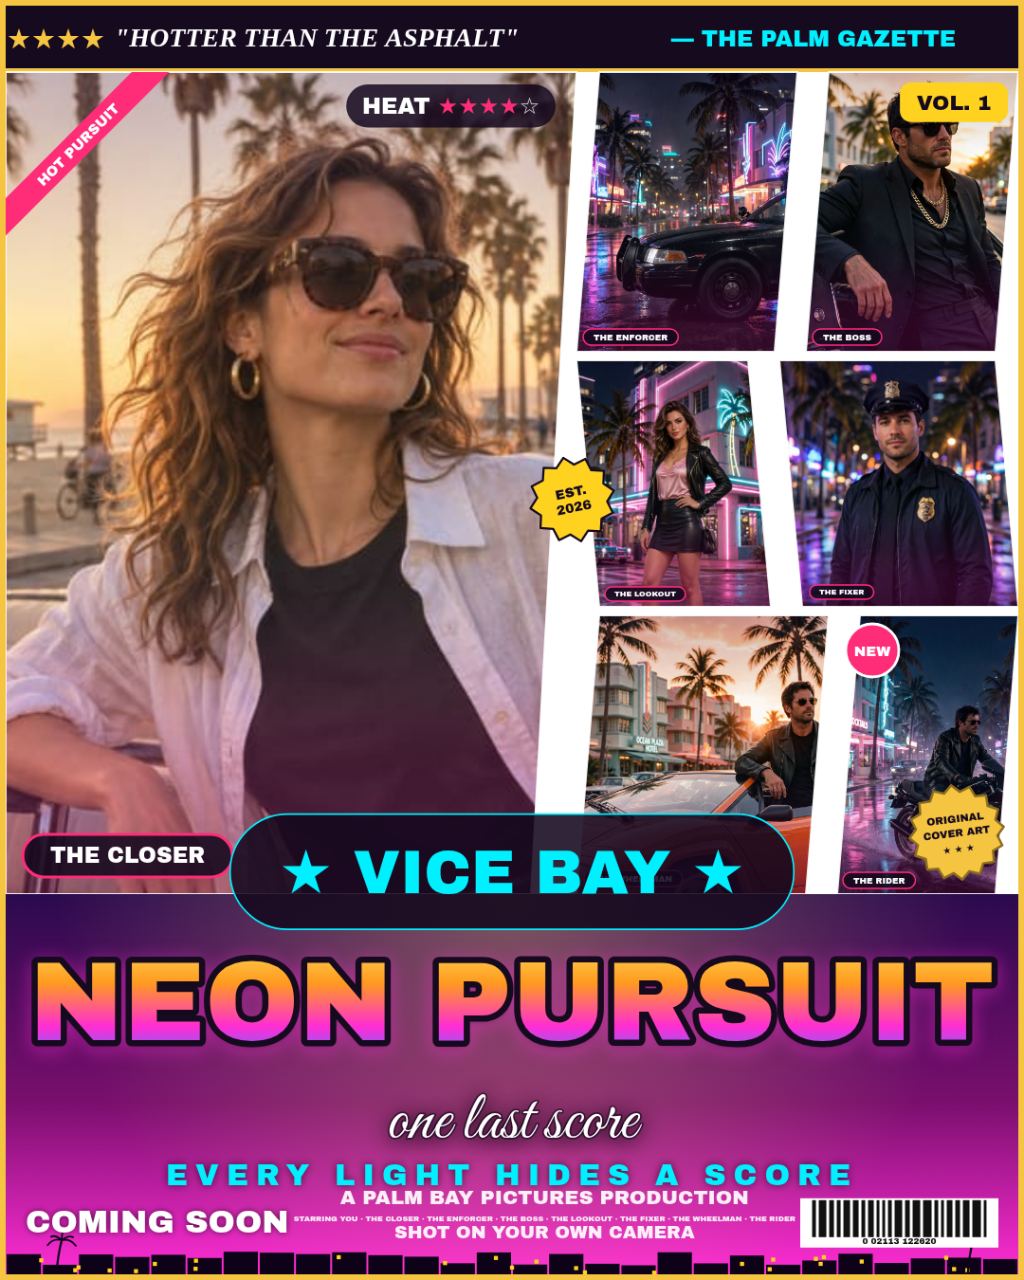 ★★★★ "HOTTER THAN THE ASPHALT" — THE PALM GAZETTE
HOT PURSUIT
HEAT ★★★★☆
VOL. 1
THE ENFORCER
THE BOSS
EST.
2026
THE LOOKOUT
THE FIXER
OCEAN PLAZA
HOTEL
NEW
ORIGINAL
COVER ART
★ ★ ★
THE CLOSER
THE RIDER
★ VICE BAY ★
NEON PURSUIT
one last score
EVERY LIGHT HIDES A SCORE
A PALM BAY PICTURES PRODUCTION
COMING SOON
STARRING YOU · THE CLOSER · THE ENFORCER · THE BOSS · THE LOOKOUT · THE FIXER · THE WHEELMAN · THE RIDER
SHOT ON YOUR OWN CAMERA
0 02113 122620